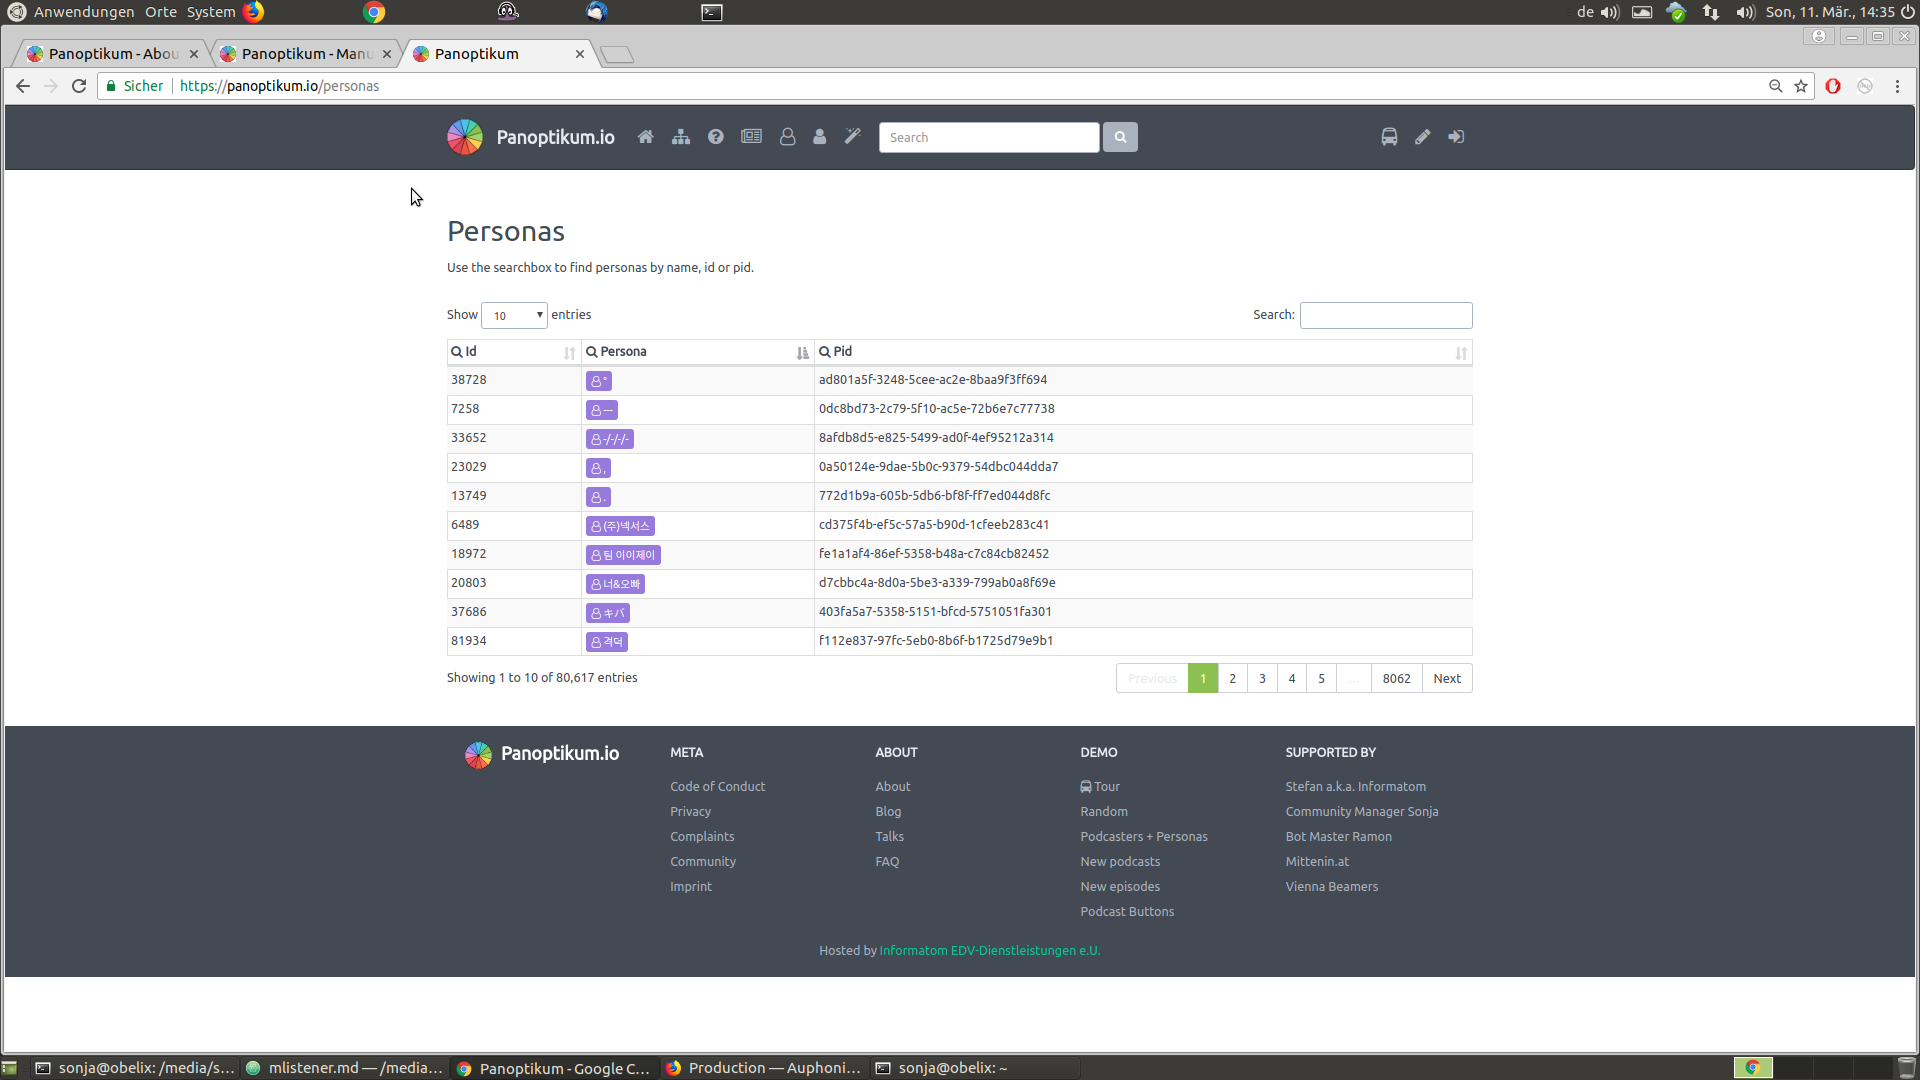 Anwendungen Orte System de Son, 11. Mär., 14:35
Panoptikum - Abou Panoptikum - Manu Panoptikum
Sicher https://panoptikum.io/personas
Panoptikum.io Search
Personas
Use the searchbox to find personas by name, id or pid.
Show 10 entries Search:
Id Persona Pid
38728 ° ad801a5f-3248-5cee-ac2e-8baa9f3ff694
7258 --- 0dc8bd73-2c79-5f10-ac5e-72b6e7c77738
33652 -/-/-/- 8afdb8d5-e825-5499-ad0f-4ef95212a314
23029 , 0a50124e-9dae-5b0c-9379-54dbc044dda7
13749 . 772d1b9a-605b-5db6-bf8f-ff7ed044d8fc
6489 (주)넥서스 cd375f4b-ef5c-57a5-b90d-1cfeeb283c41
18972 팀 이이제이 fe1a1af4-86ef-5358-b48a-c7c84cb82452
20803 너&오빠 d7cbbc4a-8d0a-5be3-a339-799ab0a8f69e
37686 キバ 403fa5a7-5358-5151-bfcd-5751051fa301
81934 격덕 f112e837-97fc-5eb0-8b6f-b1725d79e9b1
Showing 1 to 10 of 80,617 entries Previous 1 2 3 4 5 … 8062 Next
Panoptikum.io META ABOUT DEMO SUPPORTED BY
Code of Conduct About Tour Stefan a.k.a. Informatom
Privacy Blog Random Community Manager Sonja
Complaints Talks Podcasters + Personas Bot Master Ramon
Community FAQ New podcasts Mittenin.at
Imprint New episodes Vienna Beamers
Podcast Buttons
Hosted by Informatom EDV-Dienstleistungen e.U.
sonja@obelix: /media/s... mlistener.md — /media... Panoptikum - Google C... Production — Auphoni... sonja@obelix: ~